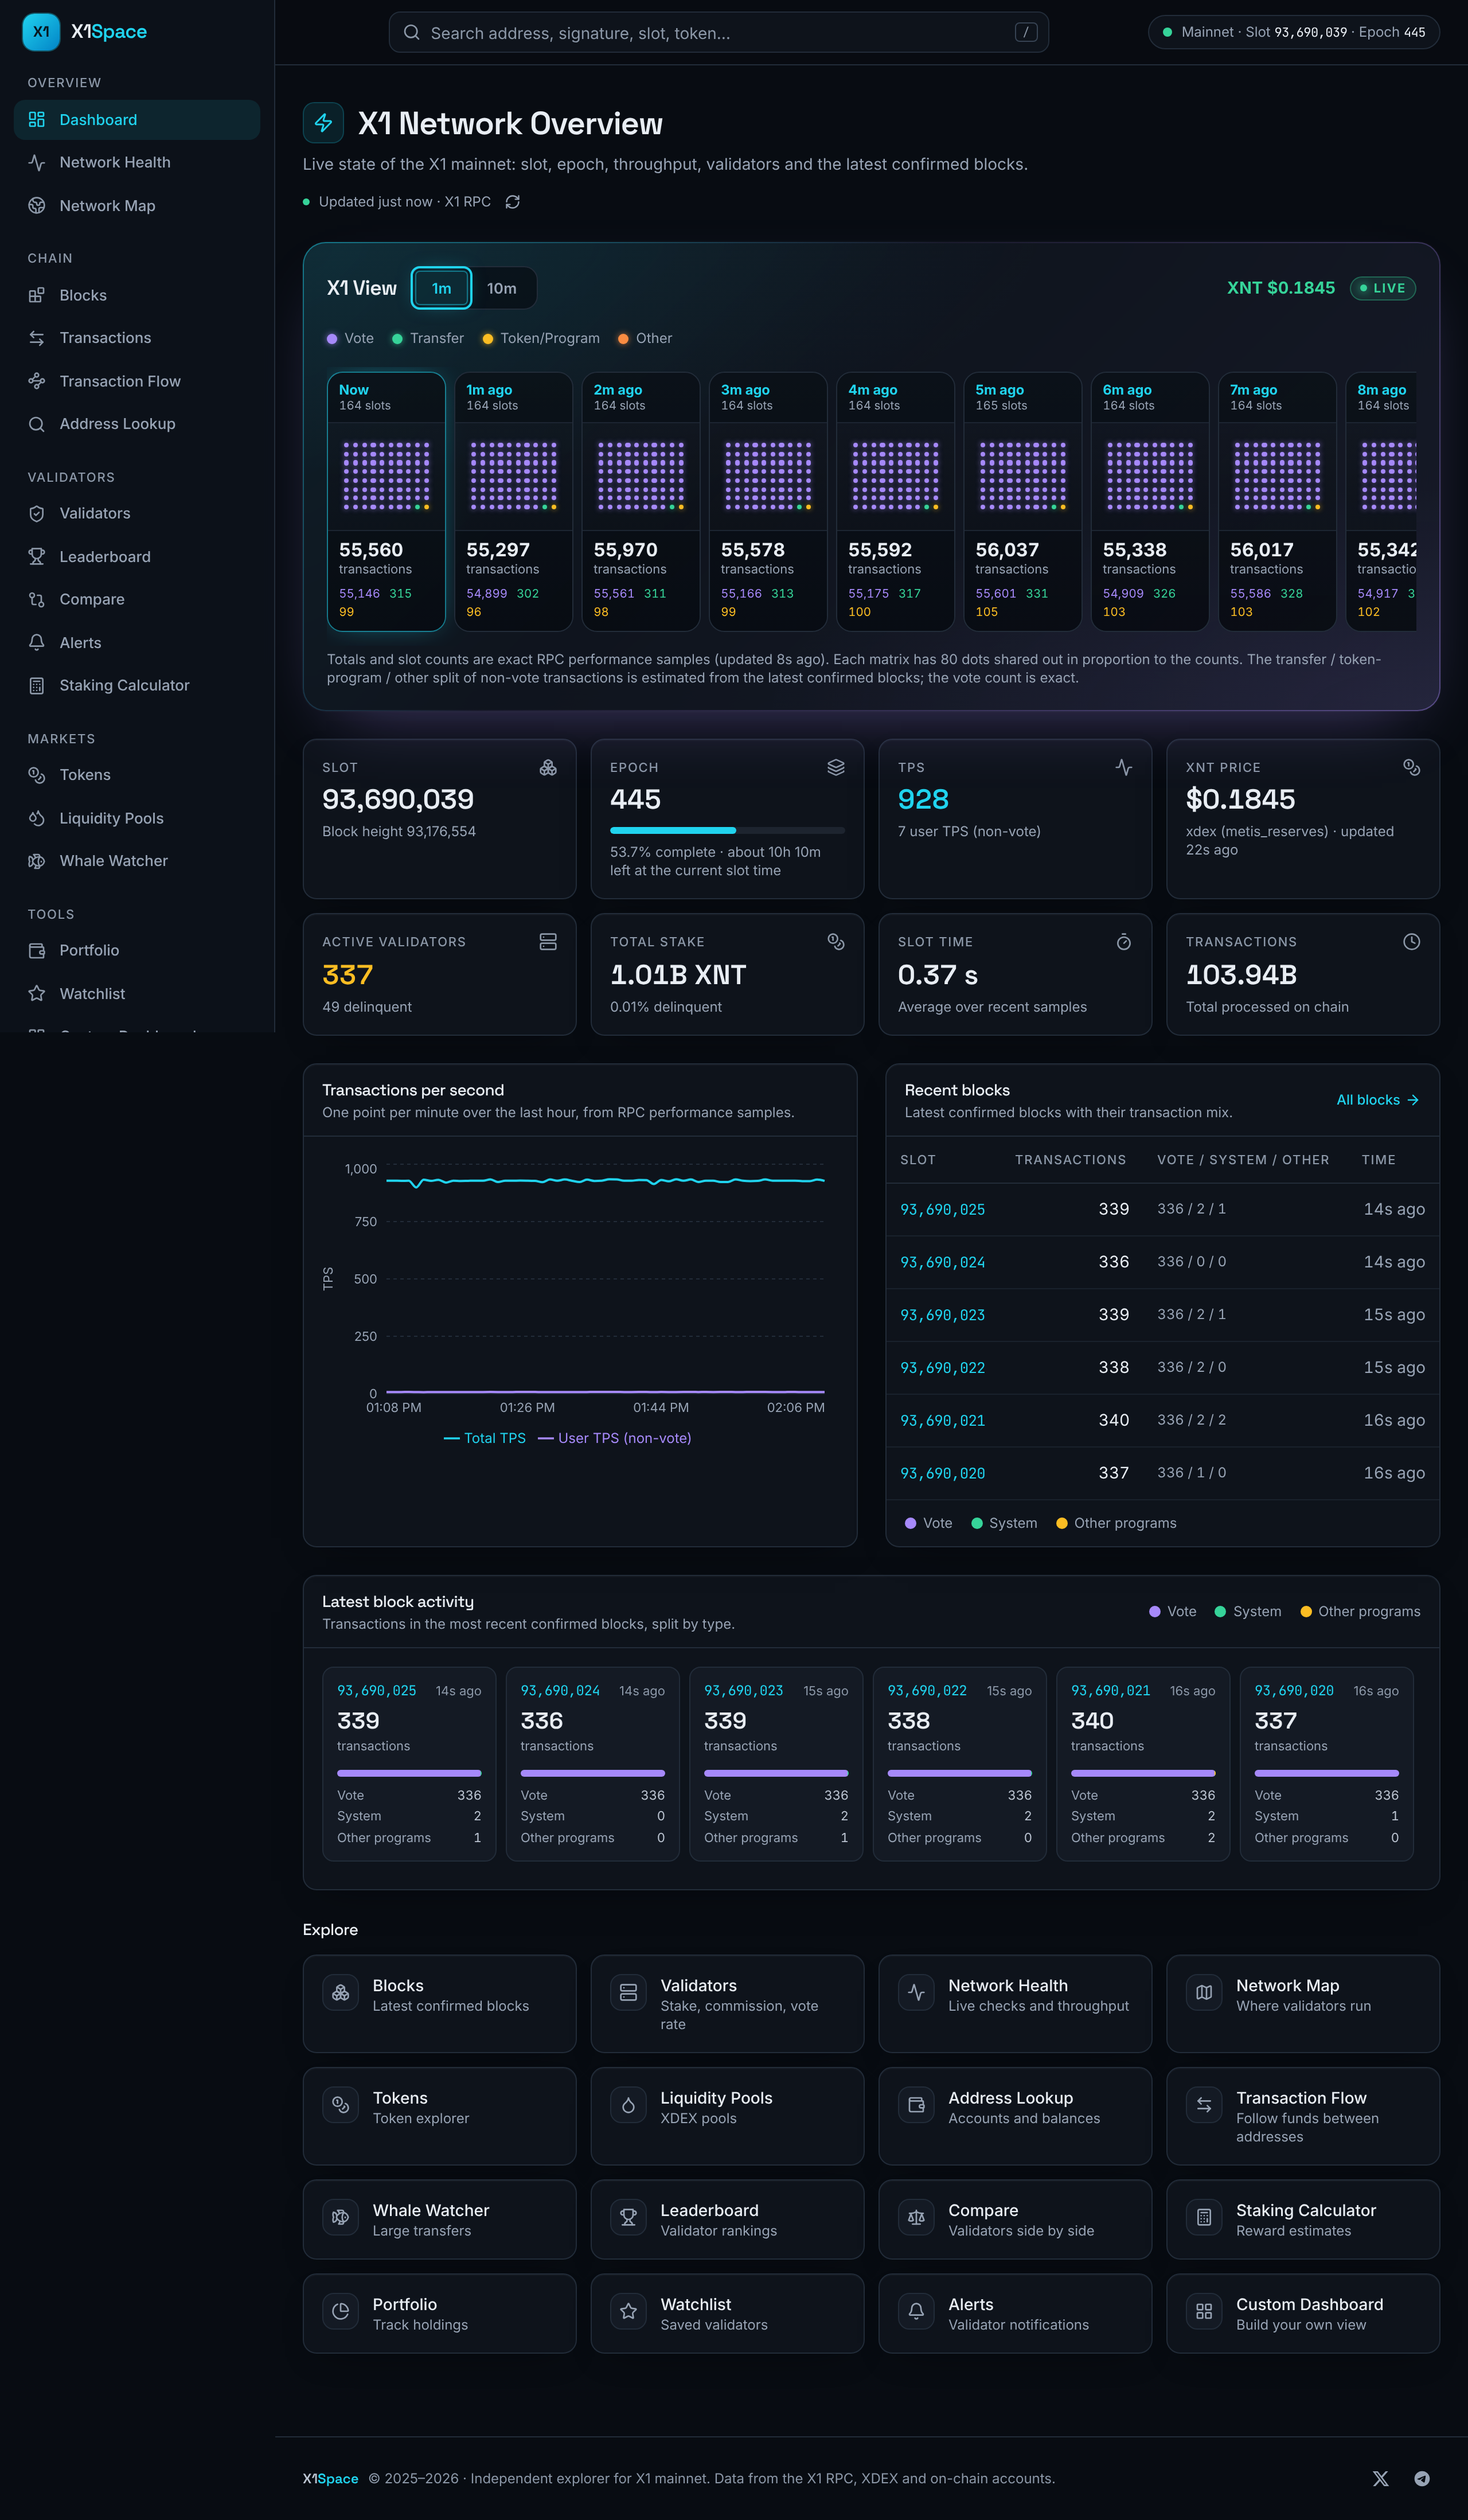 X1 X1Space
Search address, signature, slot, token...
/
Mainnet · Slot 93,690,039 · Epoch 445
OVERVIEW
Dashboard
Network Health
Network Map
CHAIN
Blocks
Transactions
Transaction Flow
Address Lookup
VALIDATORS
Validators
Leaderboard
Compare
Alerts
Staking Calculator
MARKETS
Tokens
Liquidity Pools
Whale Watcher
TOOLS
Portfolio
Watchlist
X1 Network Overview
Live state of the X1 mainnet: slot, epoch, throughput, validators and the latest confirmed blocks.
Updated just now · X1 RPC
X1 View 1m 10m
XNT $0.1845 LIVE
Vote Transfer Token/Program Other
Now 1m ago 2m ago 3m ago 4m ago 5m ago 6m ago 7m ago 8m ago
164 slots 164 slots 164 slots 164 slots 164 slots 165 slots 164 slots 164 slots 164 slots
55,560 55,297 55,970 55,578 55,592 56,037 55,338 56,017 55,342
transactions transactions transactions transactions transactions transactions transactions transactions transactio
55,146 315 54,899 302 55,561 311 55,166 313 55,175 317 55,601 331 54,909 326 55,586 328 54,917 3
99 96 98 99 100 105 103 103 102
Totals and slot counts are exact RPC performance samples (updated 8s ago). Each matrix has 80 dots shared out in proportion to the counts. The transfer / token-
program / other split of non-vote transactions is estimated from the latest confirmed blocks; the vote count is exact.
SLOT
93,690,039
Block height 93,176,554
EPOCH
445
53.7% complete · about 10h 10m
left at the current slot time
TPS
928
7 user TPS (non-vote)
XNT PRICE
$0.1845
xdex (metis_reserves) · updated
22s ago
ACTIVE VALIDATORS
337
49 delinquent
TOTAL STAKE
1.01B XNT
0.01% delinquent
SLOT TIME
0.37 s
Average over recent samples
TRANSACTIONS
103.94B
Total processed on chain
Transactions per second
One point per minute over the last hour, from RPC performance samples.
1,000
750
500
250
0
TPS
01:08 PM 01:26 PM 01:44 PM 02:06 PM
Total TPS User TPS (non-vote)
Recent blocks
Latest confirmed blocks with their transaction mix.
All blocks →
SLOT TRANSACTIONS VOTE / SYSTEM / OTHER TIME
93,690,025 339 336 / 2 / 1 14s ago
93,690,024 336 336 / 0 / 0 14s ago
93,690,023 339 336 / 2 / 1 15s ago
93,690,022 338 336 / 2 / 0 15s ago
93,690,021 340 336 / 2 / 2 16s ago
93,690,020 337 336 / 1 / 0 16s ago
Vote System Other programs
Latest block activity
Transactions in the most recent confirmed blocks, split by type.
Vote System Other programs
93,690,025 14s ago 93,690,024 14s ago 93,690,023 15s ago 93,690,022 15s ago 93,690,021 16s ago 93,690,020 16s ago
339 336 339 338 340 337
transactions transactions transactions transactions transactions transactions
Vote 336 Vote 336 Vote 336 Vote 336 Vote 336 Vote 336
System 2 System 0 System 2 System 2 System 2 System 1
Other programs 1 Other programs 0 Other programs 1 Other programs 0 Other programs 2 Other programs 0
Explore
Blocks
Latest confirmed blocks
Validators
Stake, commission, vote
rate
Network Health
Live checks and throughput
Network Map
Where validators run
Tokens
Token explorer
Liquidity Pools
XDEX pools
Address Lookup
Accounts and balances
Transaction Flow
Follow funds between
addresses
Whale Watcher
Large transfers
Leaderboard
Validator rankings
Compare
Validators side by side
Staking Calculator
Reward estimates
Portfolio
Track holdings
Watchlist
Saved validators
Alerts
Validator notifications
Custom Dashboard
Build your own view
X1Space © 2025–2026 · Independent explorer for X1 mainnet. Data from the X1 RPC, XDEX and on-chain accounts.